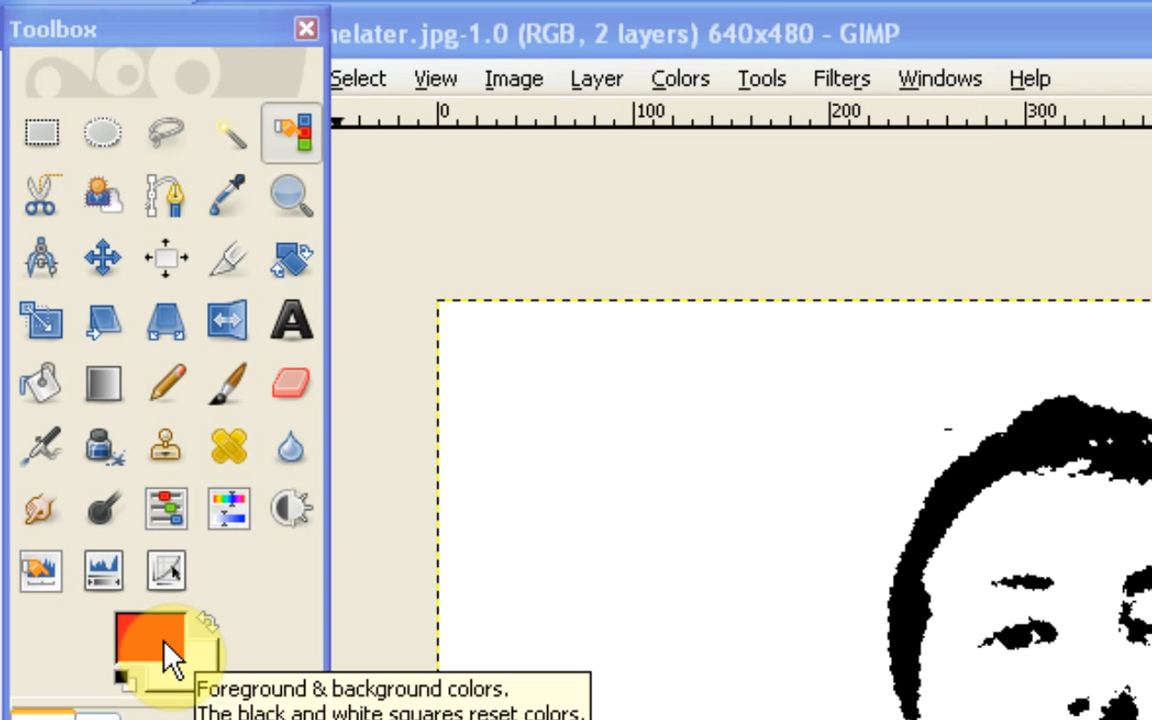 Toolbox
elater.jpg-1.0 (RGB, 2 layers) 640x480 - GIMP
Select View Image Layer Colors Tools Filters Windows Help
0 100 200 300
A
Foreground & background colors.
The black and white squares reset colors.